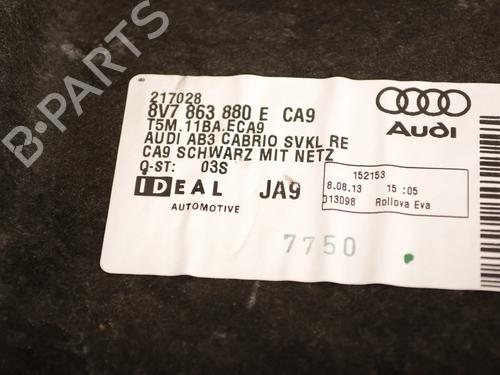 217028
8V7 863 880 E CA9
T5M.11BA.ECA9
AUDI AB3 CABRIO SVKL RE
CA9 SCHWARZ MIT NETZ
Q-ST: 03S
IDEAL JA9
AUTOMOTIVE
Audi
152153
8.08.13 15:05
013098 Rollova Eva
7750
B-PARTS